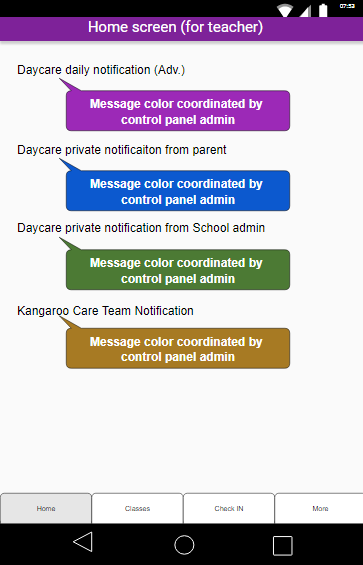 07:53
Home screen (for teacher)
Daycare daily notification (Adv.)
Message color coordinated by
control panel admin
Daycare private notificaiton from parent
Message color coordinated by
control panel admin
Daycare private notification from School admin
Message color coordinated by
control panel admin
Kangaroo Care Team Notification
Message color coordinated by
control panel admin
Home
Classes
Check IN
More